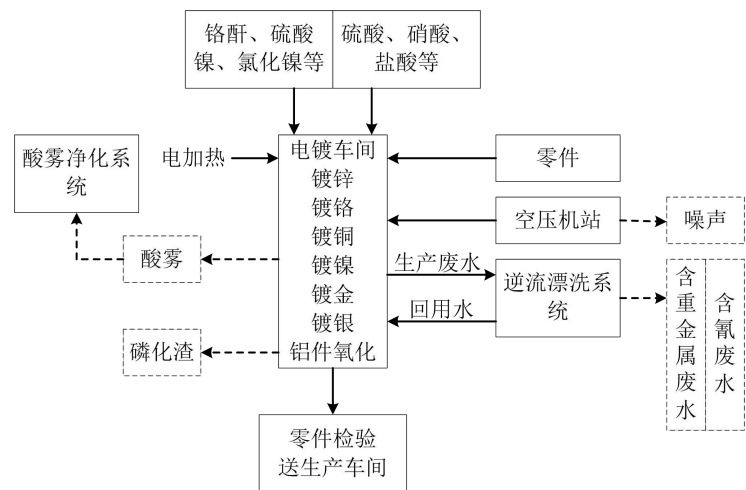 铬酐、硫酸
镍、氯化镍等
硫酸、硝酸、
盐酸等
酸雾净化系
统
电加热
电镀车间
镀锌
镀铬
镀铜
镀镍
镀金
镀银
铝件氧化
零件
空压机站
噪声
酸雾
生产废水
逆流漂洗系
统
回用水
含重金属废水
含氰废水
磷化渣
零件检验
送生产车间